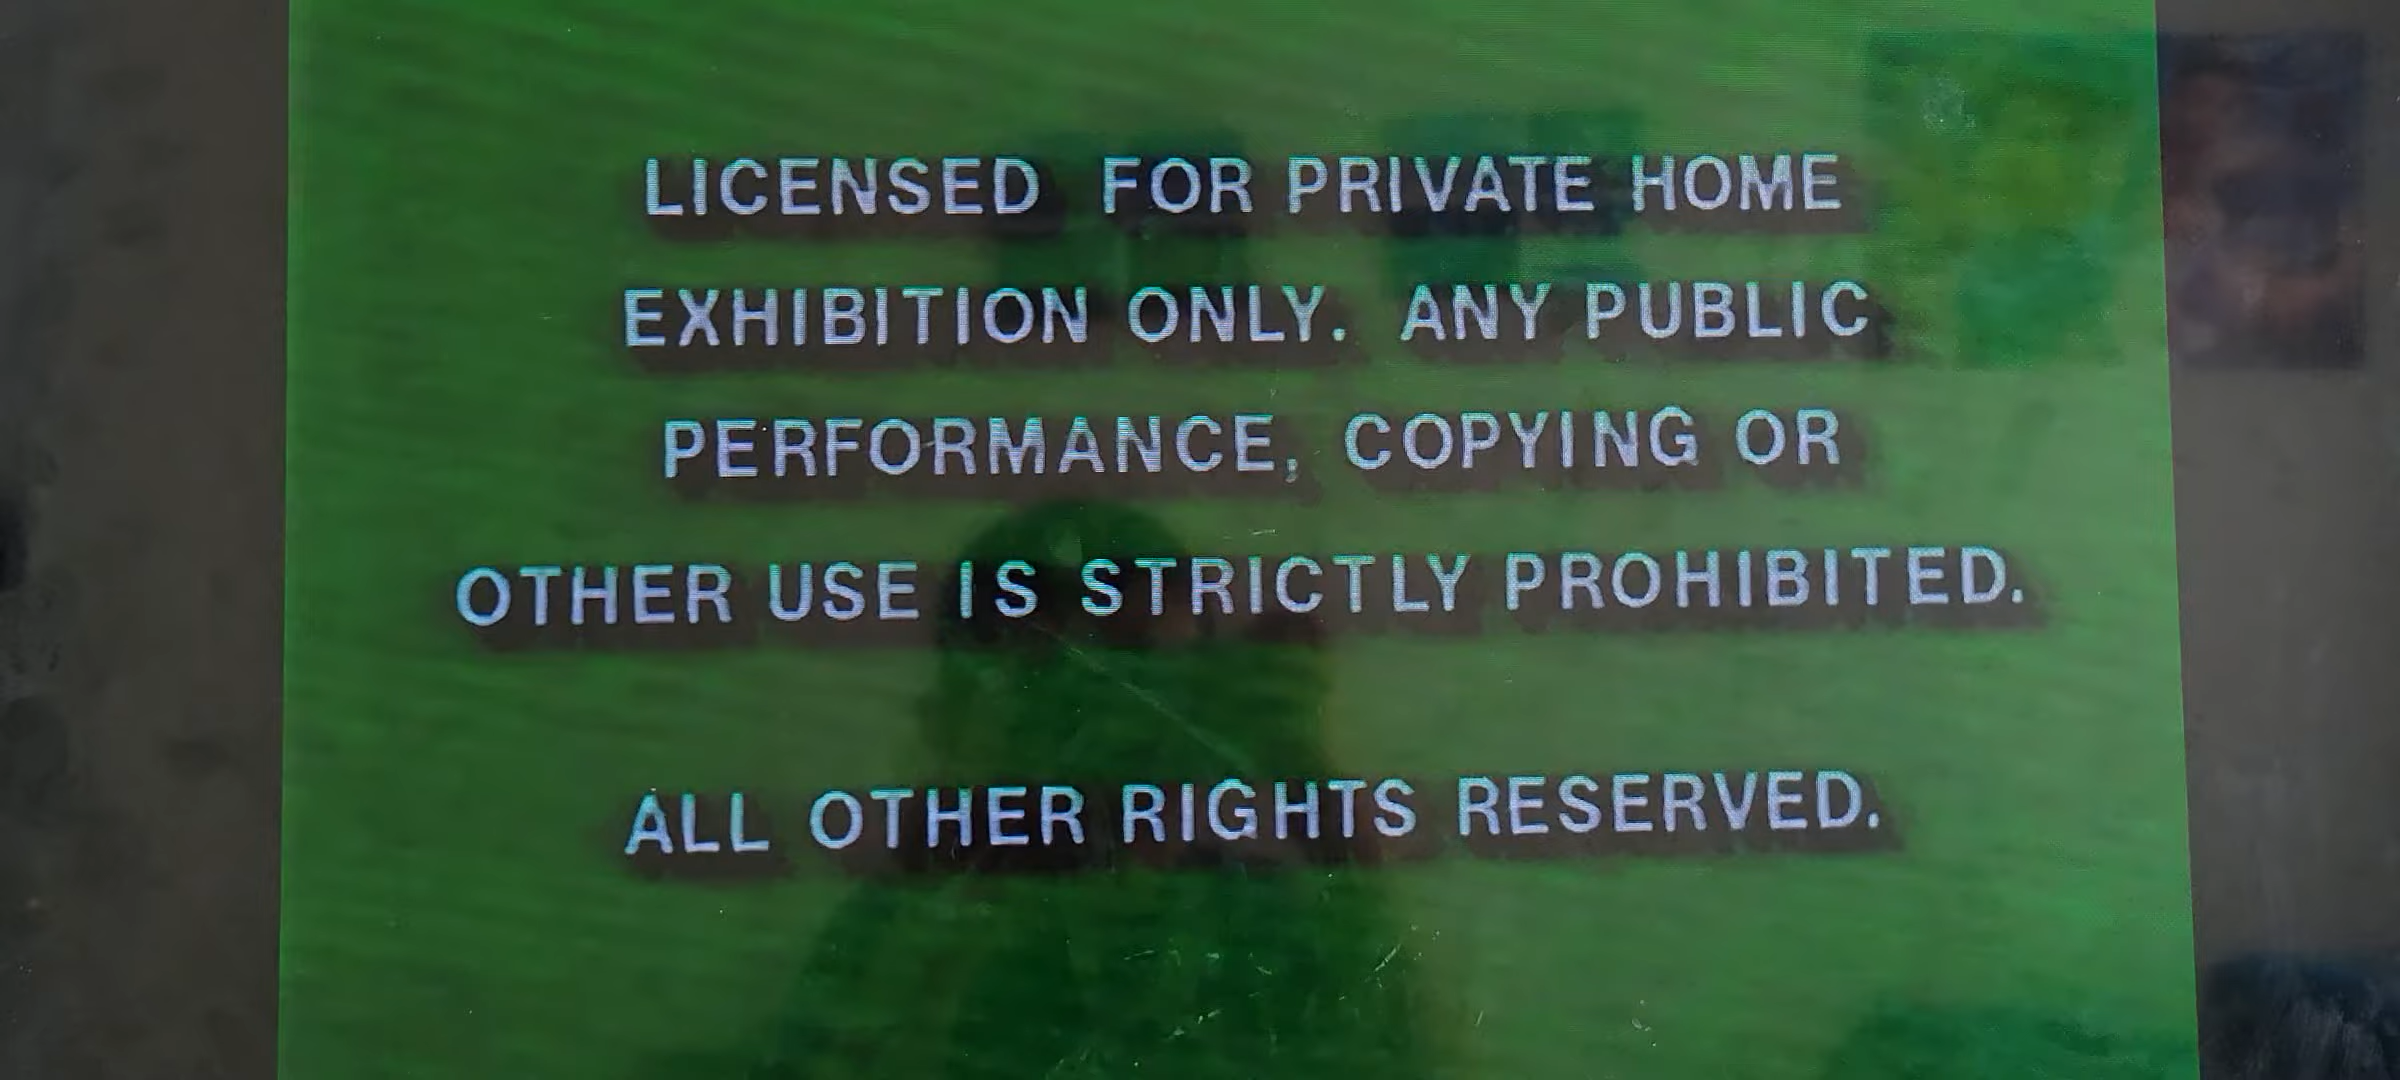 LICENSED FOR PRIVATE HOME
EXHIBITION ONLY. ANY PUBLIC
PERFORMANCE, COPYING OR
OTHER USE IS STRICTLY PROHIBITED.
ALL OTHER RIGHTS RESERVED.